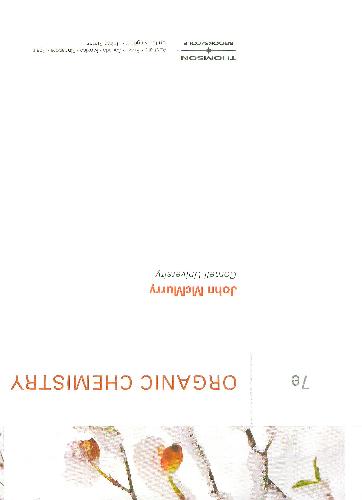 7e
ORGANIC CHEMISTRY
John McMurry
Cornell University
THOMSON
BROOKS/COLE